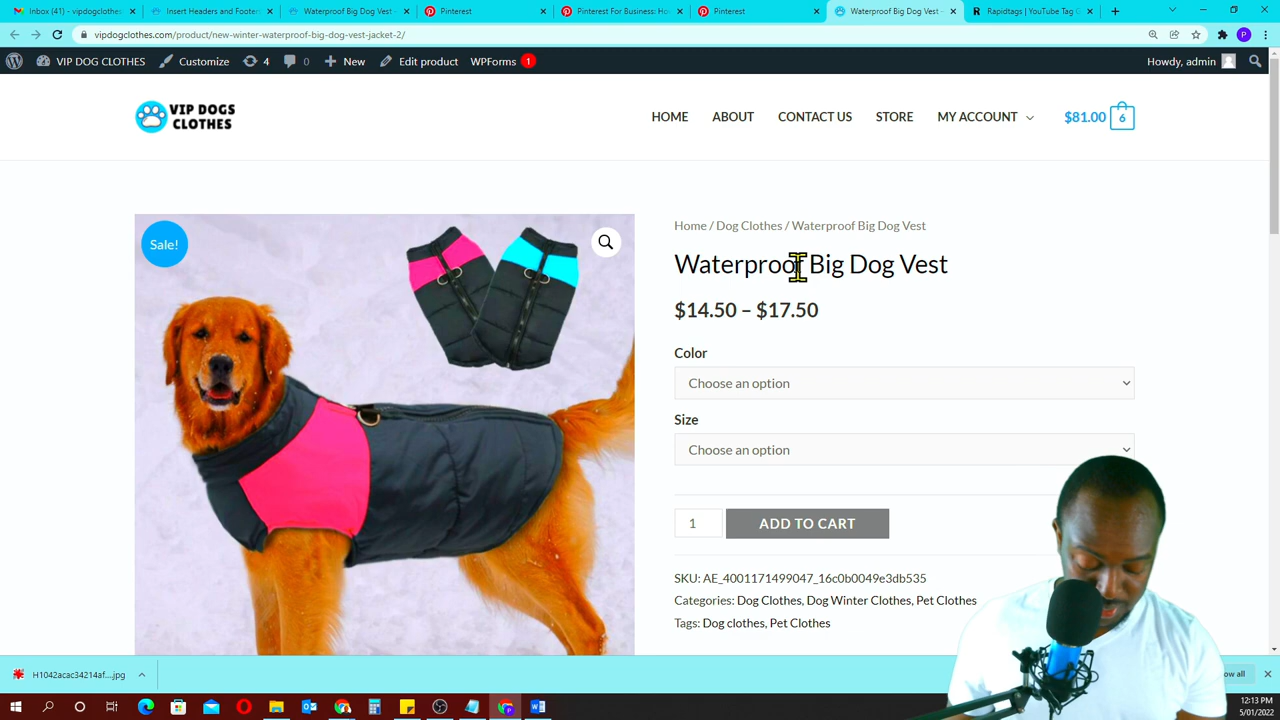 Inbox (41) - vipdogclothes
Insert Headers and Footer
Waterproof Big Dog Vest -
Pinterest
Pinterest For Business: Ho
Pinterest
Waterproof Big Dog Vest -
Rapidtags | YouTube Tag G
vipdogclothes.com/product/new-winter-waterproof-big-dog-vest-jacket-2/
P
VIP DOG CLOTHES
Customize
4
0
New
Edit product
WPForms 1
Howdy, admin
VIP DOGS
CLOTHES
HOME
ABOUT
CONTACT US
STORE
MY ACCOUNT
$81.00 6
Sale!
Home / Dog Clothes / Waterproof Big Dog Vest
Waterproof Big Dog Vest
$14.50 – $17.50
Color
Choose an option
Size
Choose an option
1
ADD TO CART
SKU: AE_4001171499047_16c0b0049e3db535
Categories: Dog Clothes, Dog Winter Clothes, Pet Clothes
Tags: Dog clothes, Pet Clothes
H1042acac34214af....jpg
ow all
12:13 PM
5/01/2022